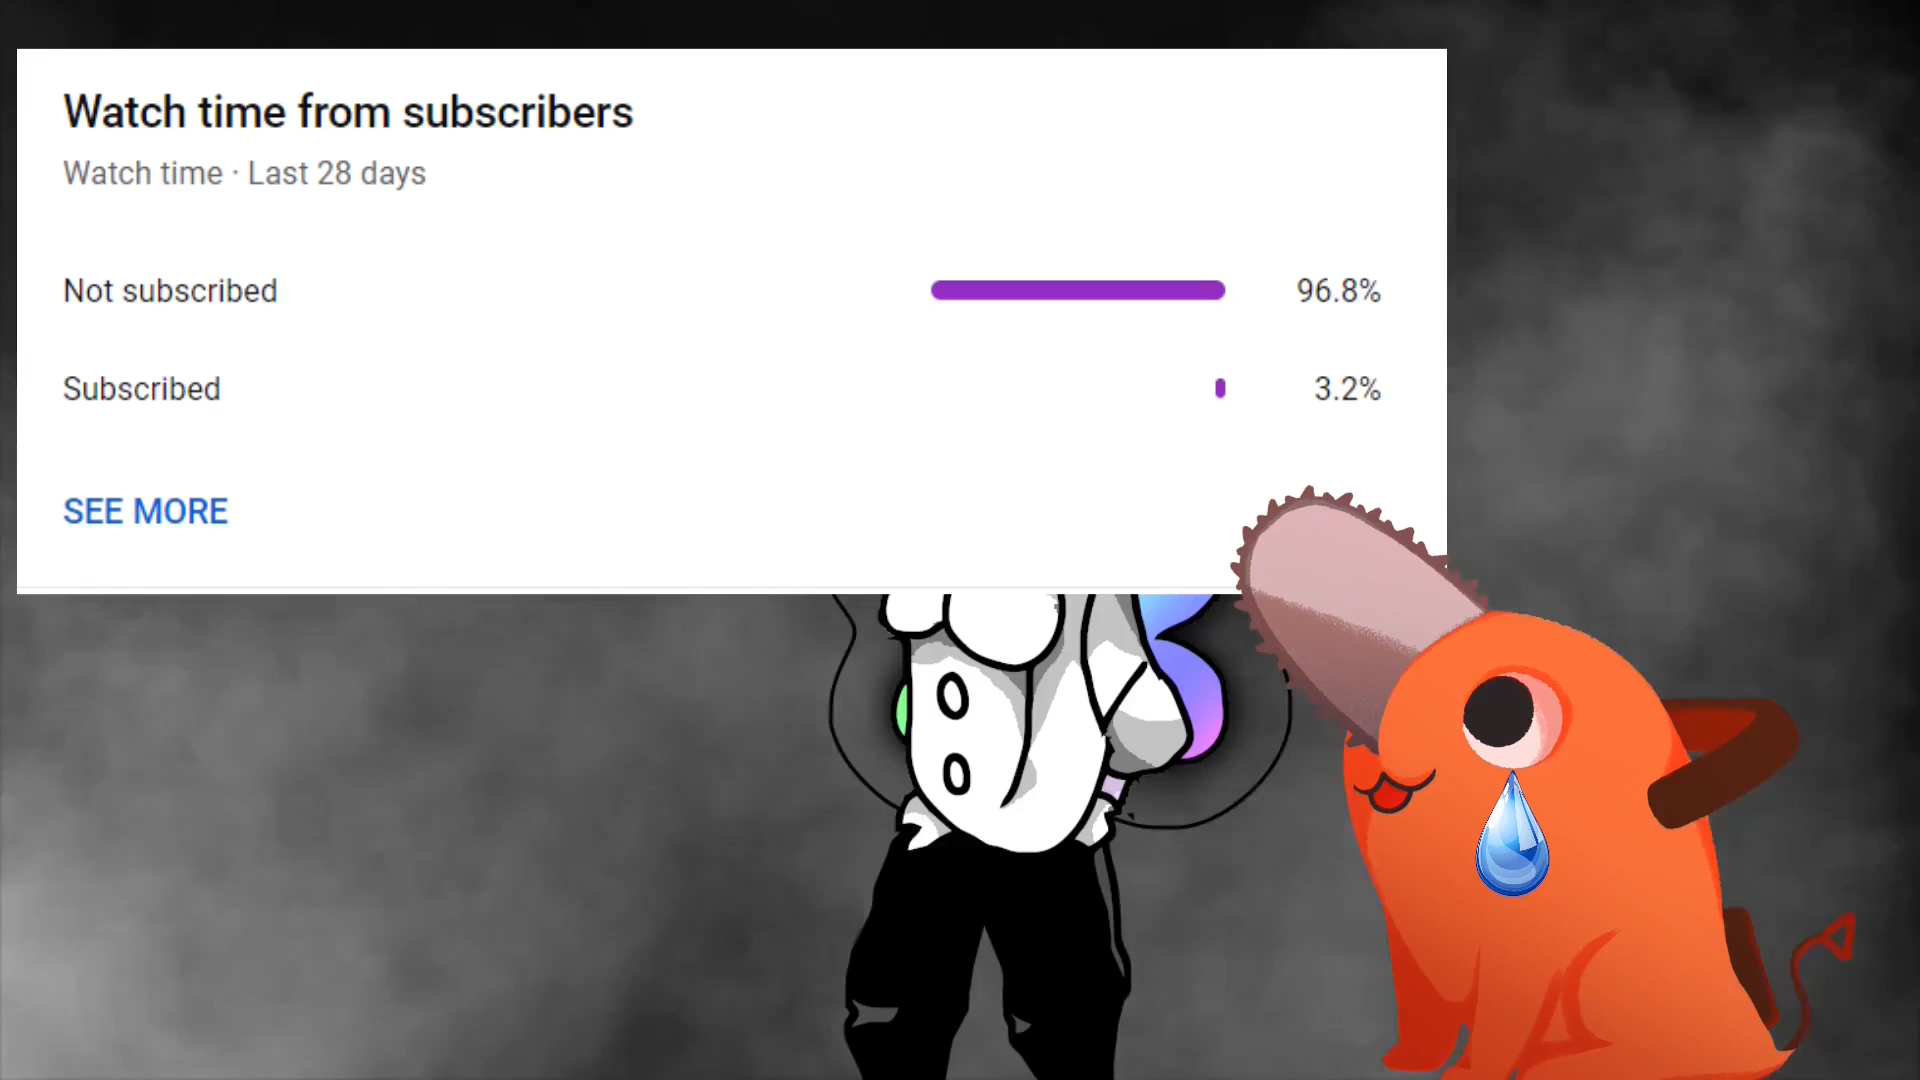 Watch time from subscribers
Watch time · Last 28 days
Not subscribed 96.8%
Subscribed 3.2%
SEE MORE